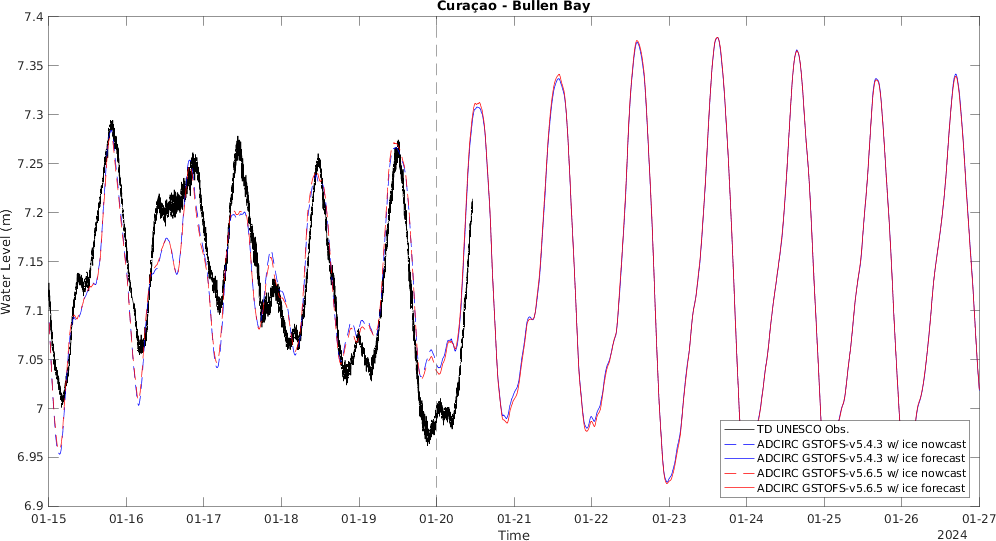 Curaçao - Bullen Bay
Water Level (m)
7.4
7.35
7.3
7.25
7.2
7.15
7.1
7.05
7
6.95
6.9
TD UNESCO Obs.
ADCIRC GSTOFS-v5.4.3 w/ ice nowcast
ADCIRC GSTOFS-v5.4.3 w/ ice forecast
ADCIRC GSTOFS-v5.6.5 w/ ice nowcast
ADCIRC GSTOFS-v5.6.5 w/ ice forecast
01-15 01-16 01-17 01-18 01-19 01-20 01-21 01-22 01-23 01-24 01-25 01-26 01-27
Time
2024